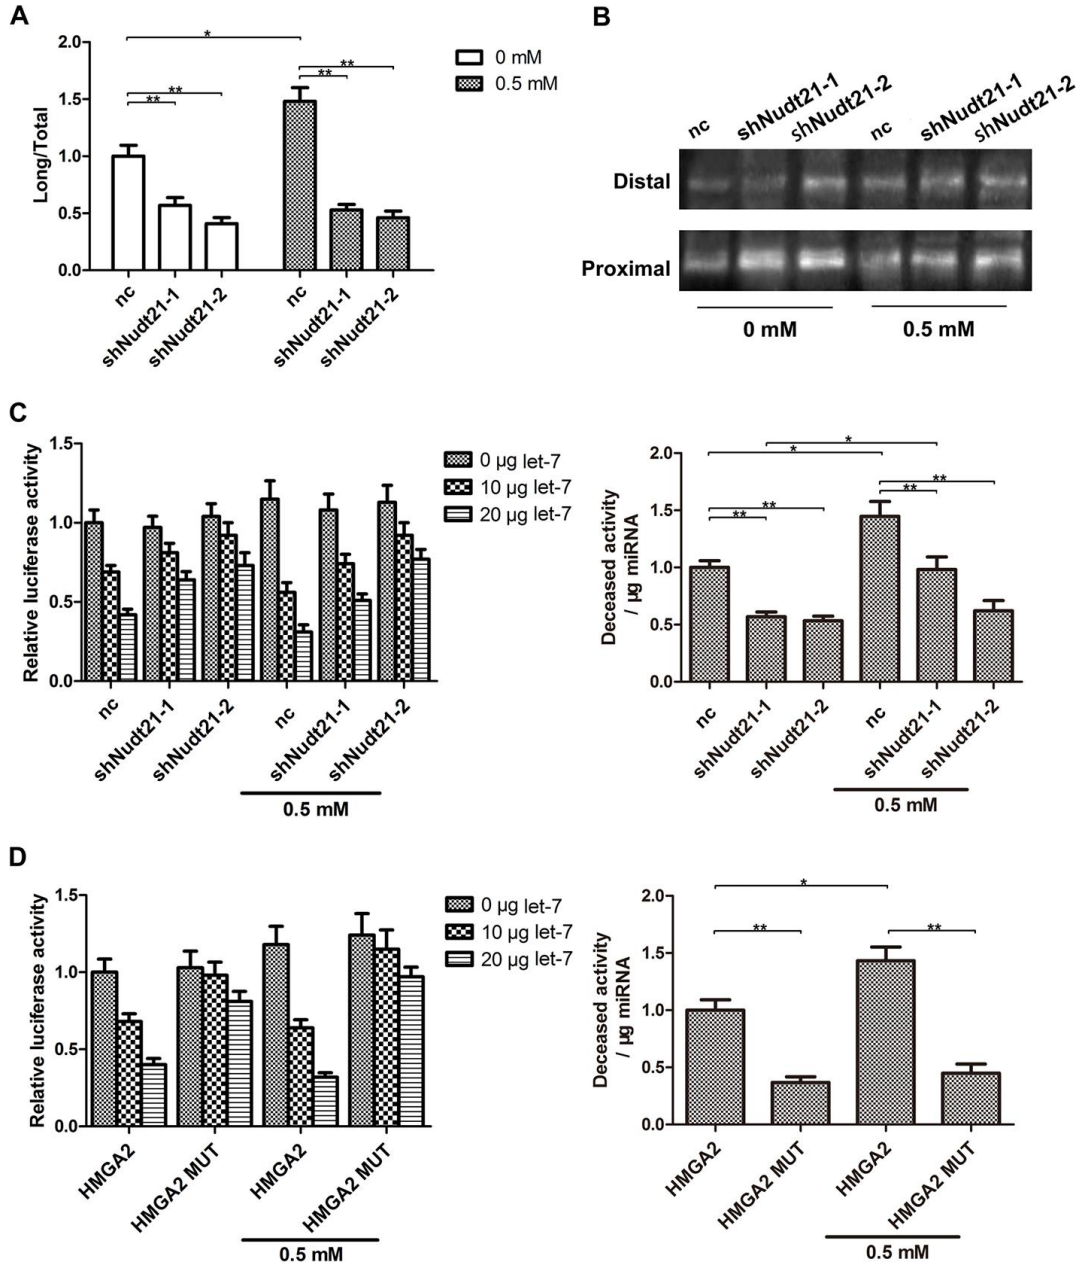 A
Long/Total
2.0
1.5
1.0
0.5
0.0
*
**
**
**
**
0 mM
0.5 mM
nc
shNudt21-1
shNudt21-2
nc
shNudt21-1
shNudt21-2
B
nc
shNudt21-1
shNudt21-2
nc
shNudt21-1
shNudt21-2
Distal
Proximal
0 mM
0.5 mM
C
Relative luciferase activity
1.5
1.0
0.5
0.0
0 µg let-7
10 µg let-7
20 µg let-7
nc
shNudt21-1
shNudt21-2
nc
shNudt21-1
shNudt21-2
0.5 mM
Deceased activity
/ µg miRNA
2.0
1.5
1.0
0.5
0.0
*
*
**
**
**
**
nc
shNudt21-1
shNudt21-2
nc
shNudt21-1
shNudt21-2
0.5 mM
D
Relative luciferase activity
1.5
1.0
0.5
0.0
0 µg let-7
10 µg let-7
20 µg let-7
HMGA2
HMGA2 MUT
HMGA2
HMGA2 MUT
0.5 mM
Deceased activity
/ µg miRNA
2.0
1.5
1.0
0.5
0.0
*
**
**
HMGA2
HMGA2 MUT
HMGA2
HMGA2 MUT
0.5 mM